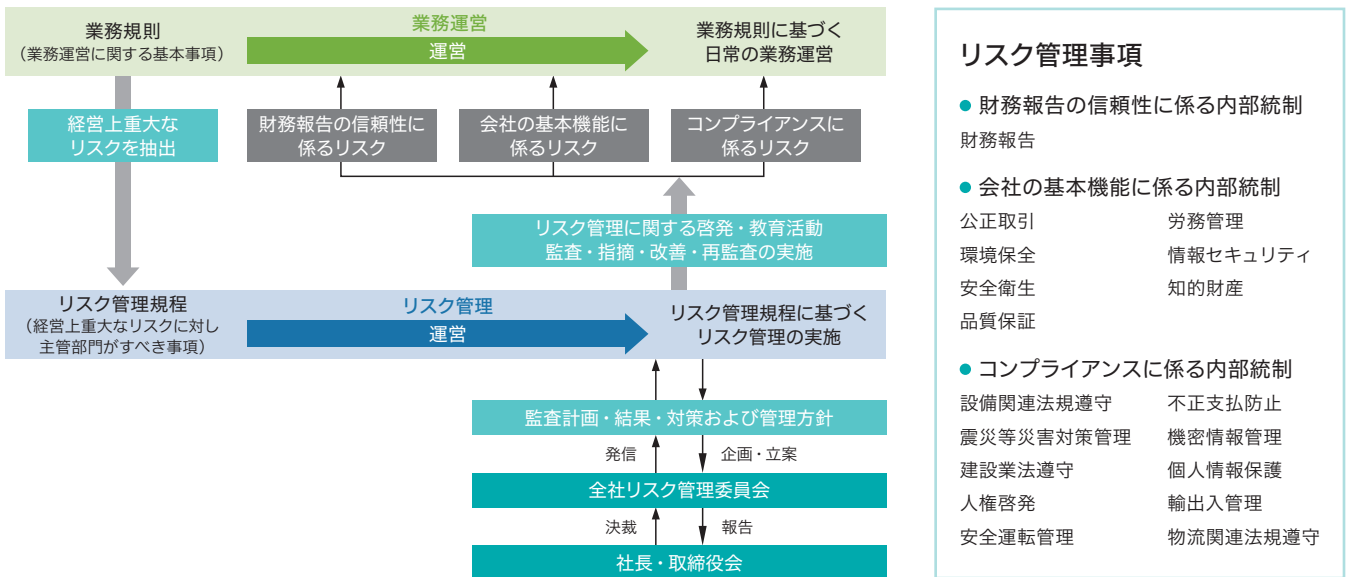 業務規則
（業務運営に関する基本事項）
業務運営
運営
業務規則に基づく
日常の業務運営
経営上重大な
リスクを抽出
財務報告の信頼性に
係るリスク
会社の基本機能に
係るリスク
コンプライアンスに
係るリスク
リスク管理に関する啓発・教育活動
監査・指摘・改善・再監査の実施
リスク管理規程
（経営上重大なリスクに対し
主管部門がすべき事項）
リスク管理
運営
リスク管理規程に基づく
リスク管理の実施
監査計画・結果・対策および管理方針
発信
企画・立案
全社リスク管理委員会
決裁
報告
社長・取締役会
リスク管理事項
● 財務報告の信頼性に係る内部統制
財務報告
● 会社の基本機能に係る内部統制
公正取引 労務管理
環境保全 情報セキュリティ
安全衛生 知的財産
品質保証
● コンプライアンスに係る内部統制
設備関連法規遵守 不正支払防止
震災等災害対策管理 機密情報管理
建設業法遵守 個人情報保護
人権啓発 輸出入管理
安全運転管理 物流関連法規遵守